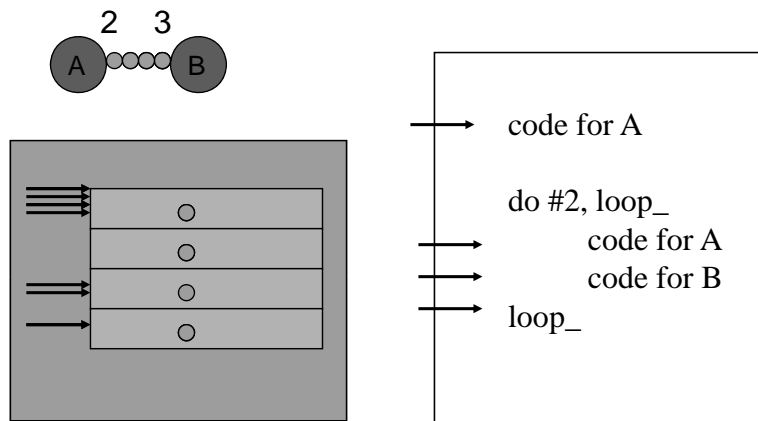 2 3
A B
code for A
do #2, loop_
code for A
code for B
loop_